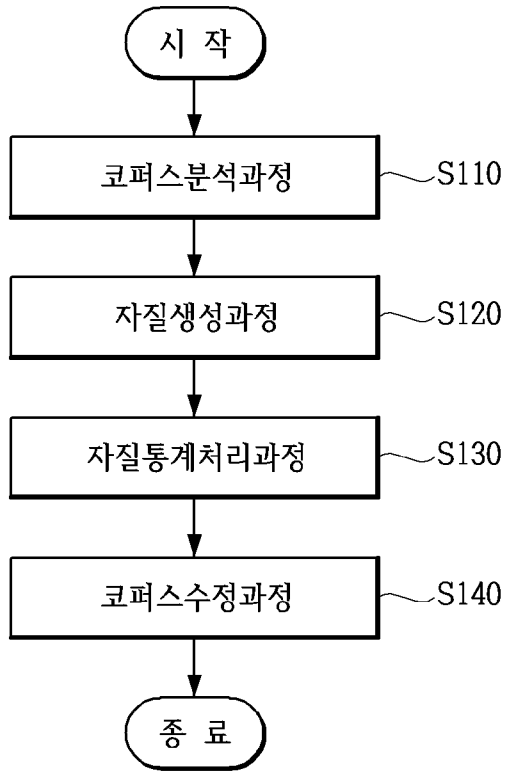 시 작
코퍼스분석과정 S110
자질생성과정 S120
자질통계처리과정 S130
코퍼스수정과정 S140
종 료